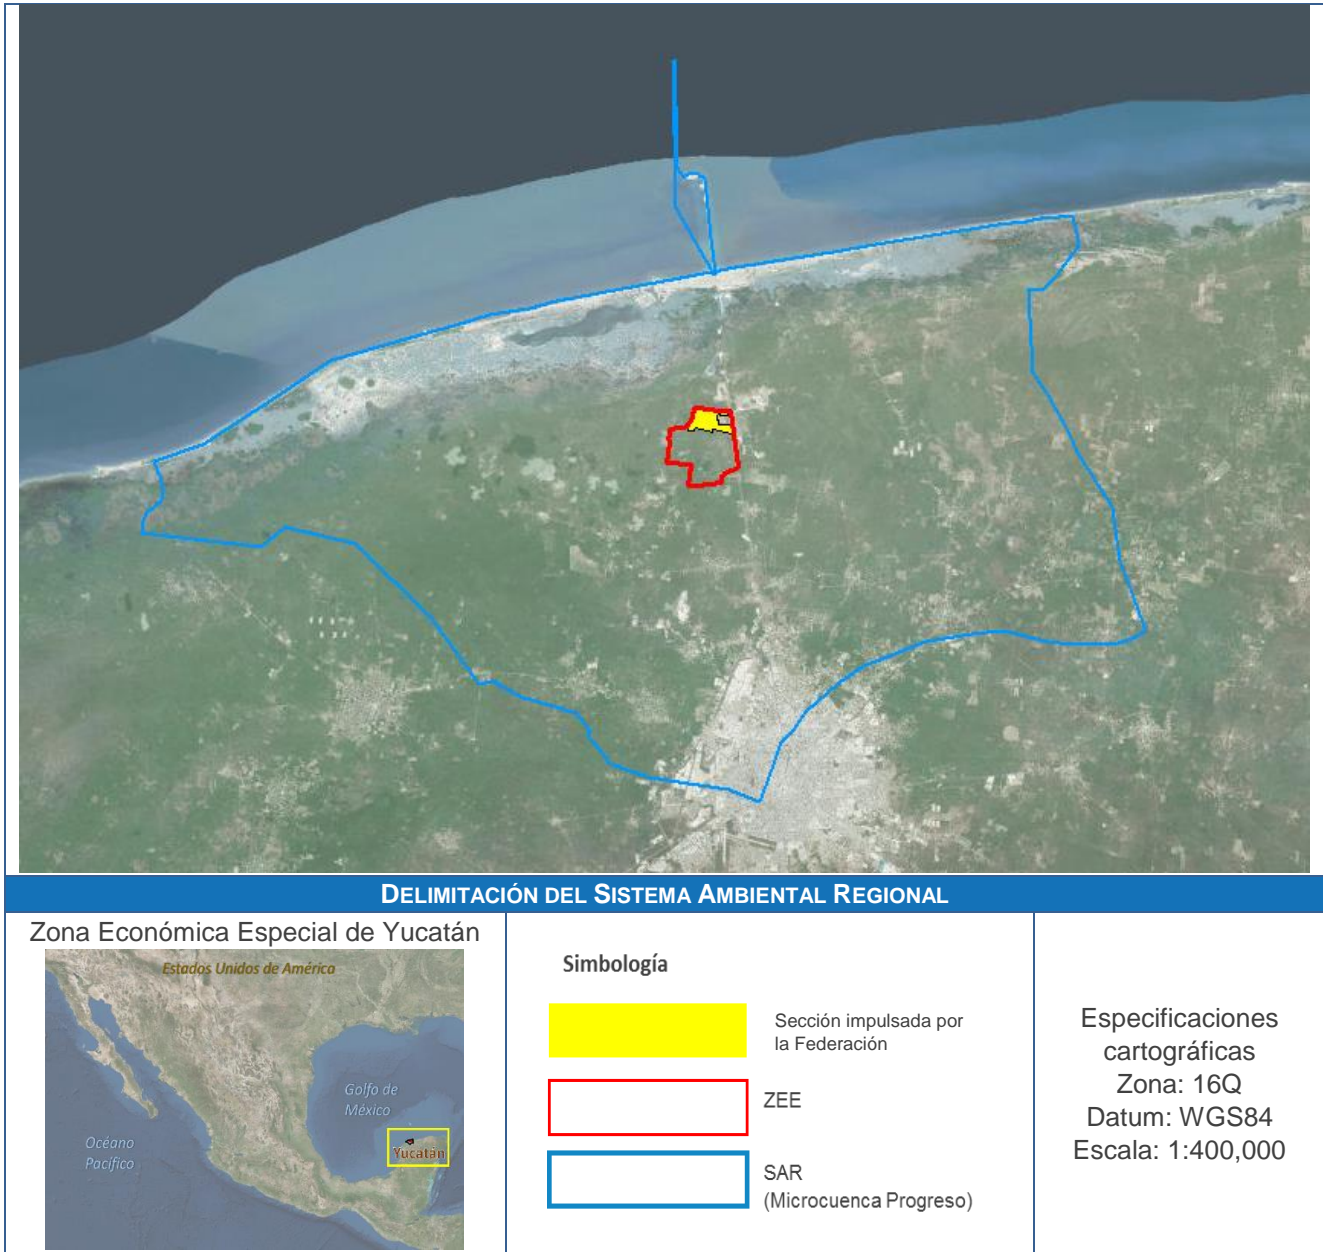 DELIMITACIÓN DEL SISTEMA AMBIENTAL REGIONAL
Zona Económica Especial de Yucatán
Estados Unidos de América
Golfo de
México
Océano
Pacífico
Yucatán
Simbología
Sección impulsada por
la Federación
ZEE
SAR
(Microcuenca Progreso)
Especificaciones
cartográficas
Zona: 16Q
Datum: WGS84
Escala: 1:400,000